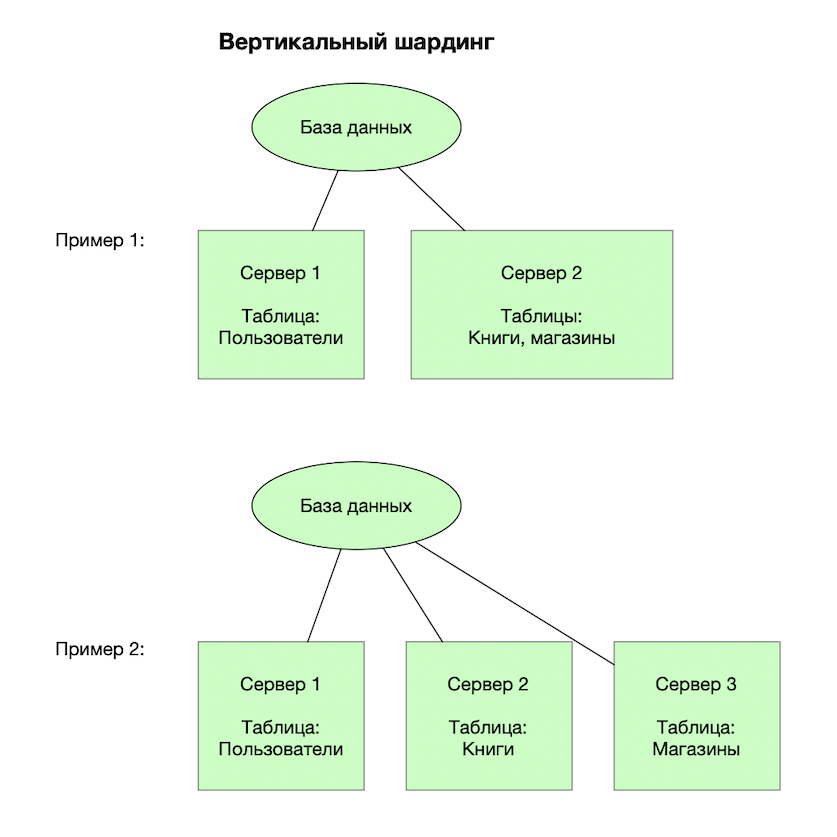 Вертикальный шардинг
База данных
Пример 1:
Сервер 1
Таблица:
Пользователи
Сервер 2
Таблицы:
Книги, магазины
База данных
Пример 2:
Сервер 1
Таблица:
Пользователи
Сервер 2
Таблица:
Книги
Сервер 3
Таблица:
Магазины